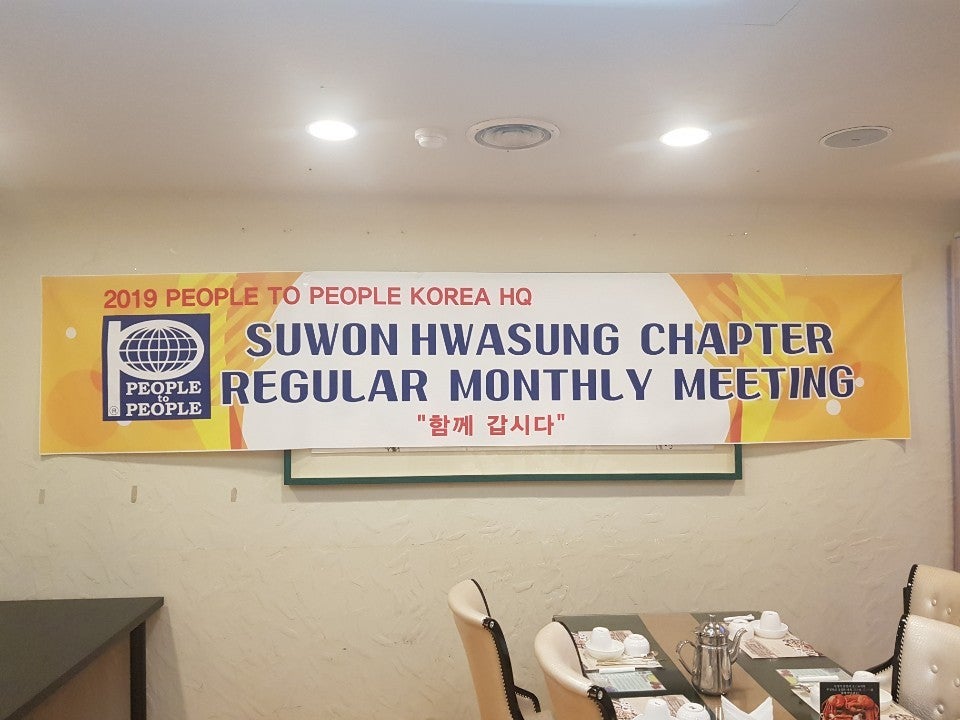 2019 PEOPLE TO PEOPLE KOREA HQ
PEOPLE
to
PEOPLE
®
SUWON HWASUNG CHAPTER
REGULAR MONTHLY MEETING
"함께 갑시다"